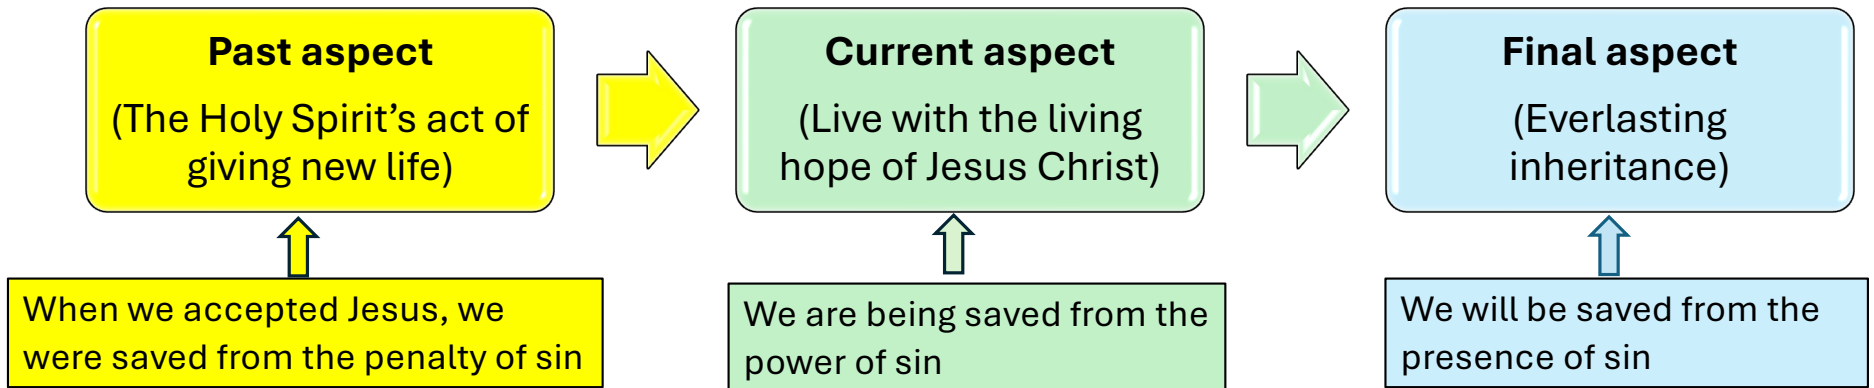 Past aspect
(The Holy Spirit’s act of
giving new life)
Current aspect
(Live with the living
hope of Jesus Christ)
Final aspect
(Everlasting
inheritance)
When we accepted Jesus, we
were saved from the penalty of sin
We are being saved from the
power of sin
We will be saved from the
presence of sin